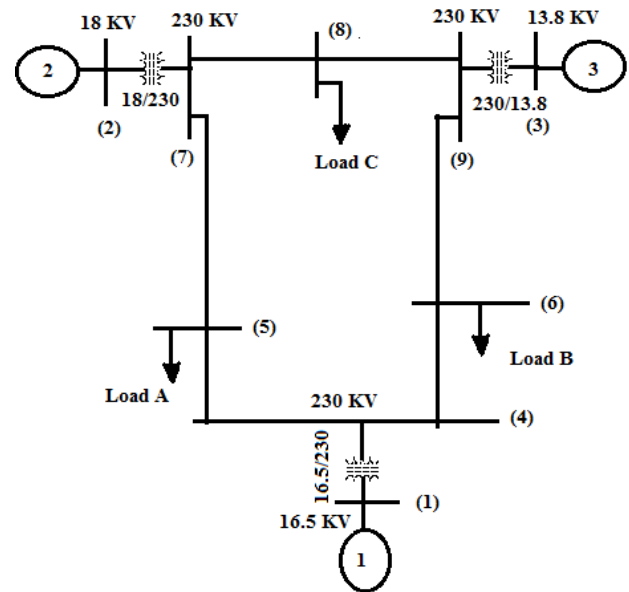 18 KV
230 KV
(8)
230 KV
13.8 KV
2
3
18/230
230/13.8
(2)
(3)
Load C
(7)
(9)
(5)
(6)
Load A
Load B
230 KV
(4)
16.5/230
(1)
16.5 KV
1